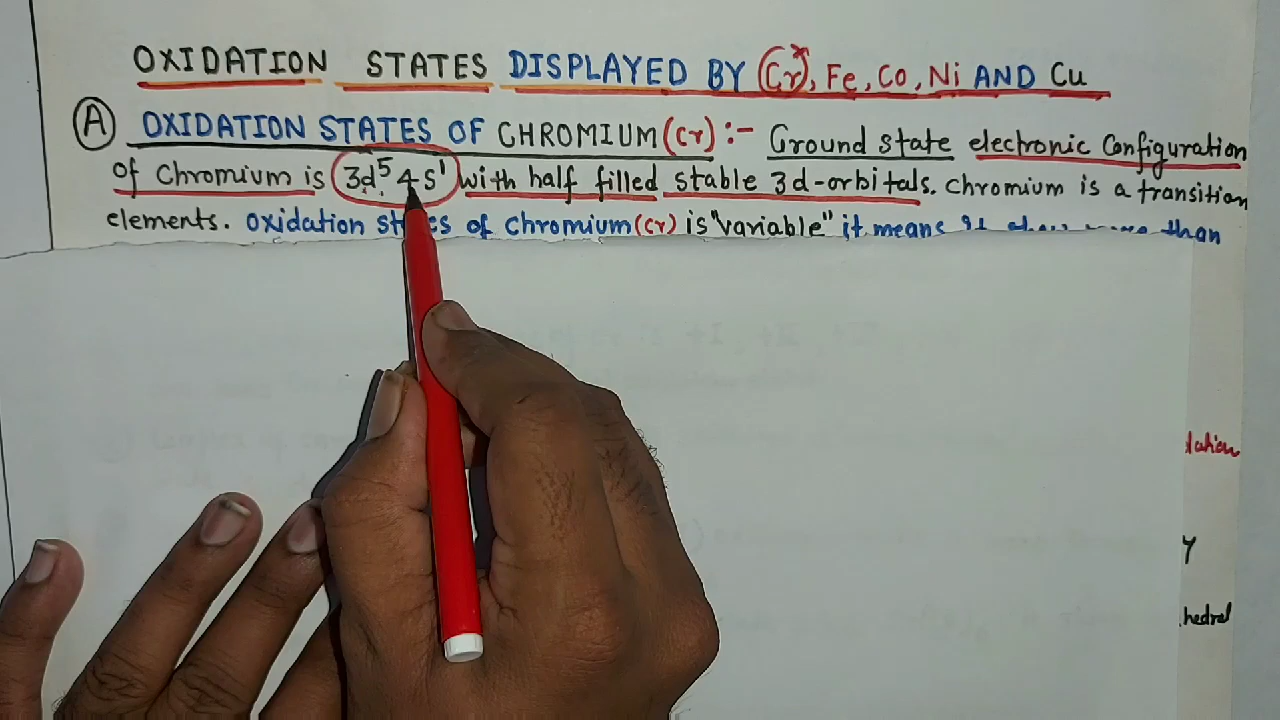 OXIDATION STATES DISPLAYED BY (Cr)*, Fe, Co, Ni AND Cu
(A) OXIDATION STATES OF CHROMIUM (Cr) :- Ground state electronic configuration
of Chromium is 3d⁵ 4s¹ with half filled stable 3d-orbitals. Chromium is a transition
elements. Oxidation of Chromium (Cr) is "variable" it means than
hedral